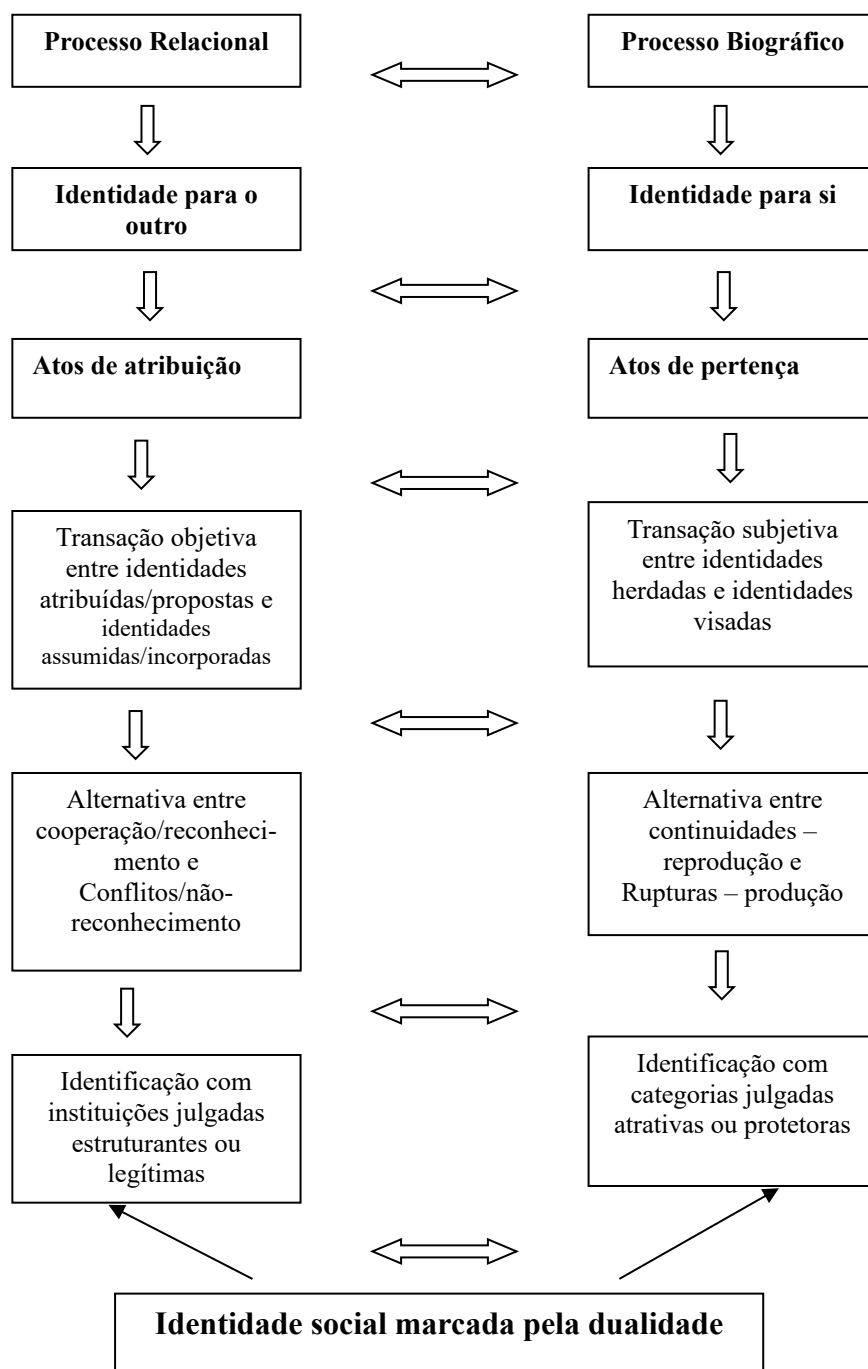 Processo Relacional
Processo Biográfico
Identidade para o
outro
Identidade para si
Atos de atribuição
Atos de pertença
Transação objetiva
entre identidades
atribuídas/propostas e
identidades
assumidas/incorporadas
Transação subjetiva
entre identidades
herdadas e identidades
visadas
Alternativa entre
cooperação/reconheci-
mento e
Conflitos/não-
reconhecimento
Alternativa entre
continuidades –
reprodução e
Rupturas – produção
Identificação com
instituições julgadas
estruturantes ou
legítimas
Identificação com
categorias julgadas
atrativas ou protetoras
Identidade social marcada pela dualidade